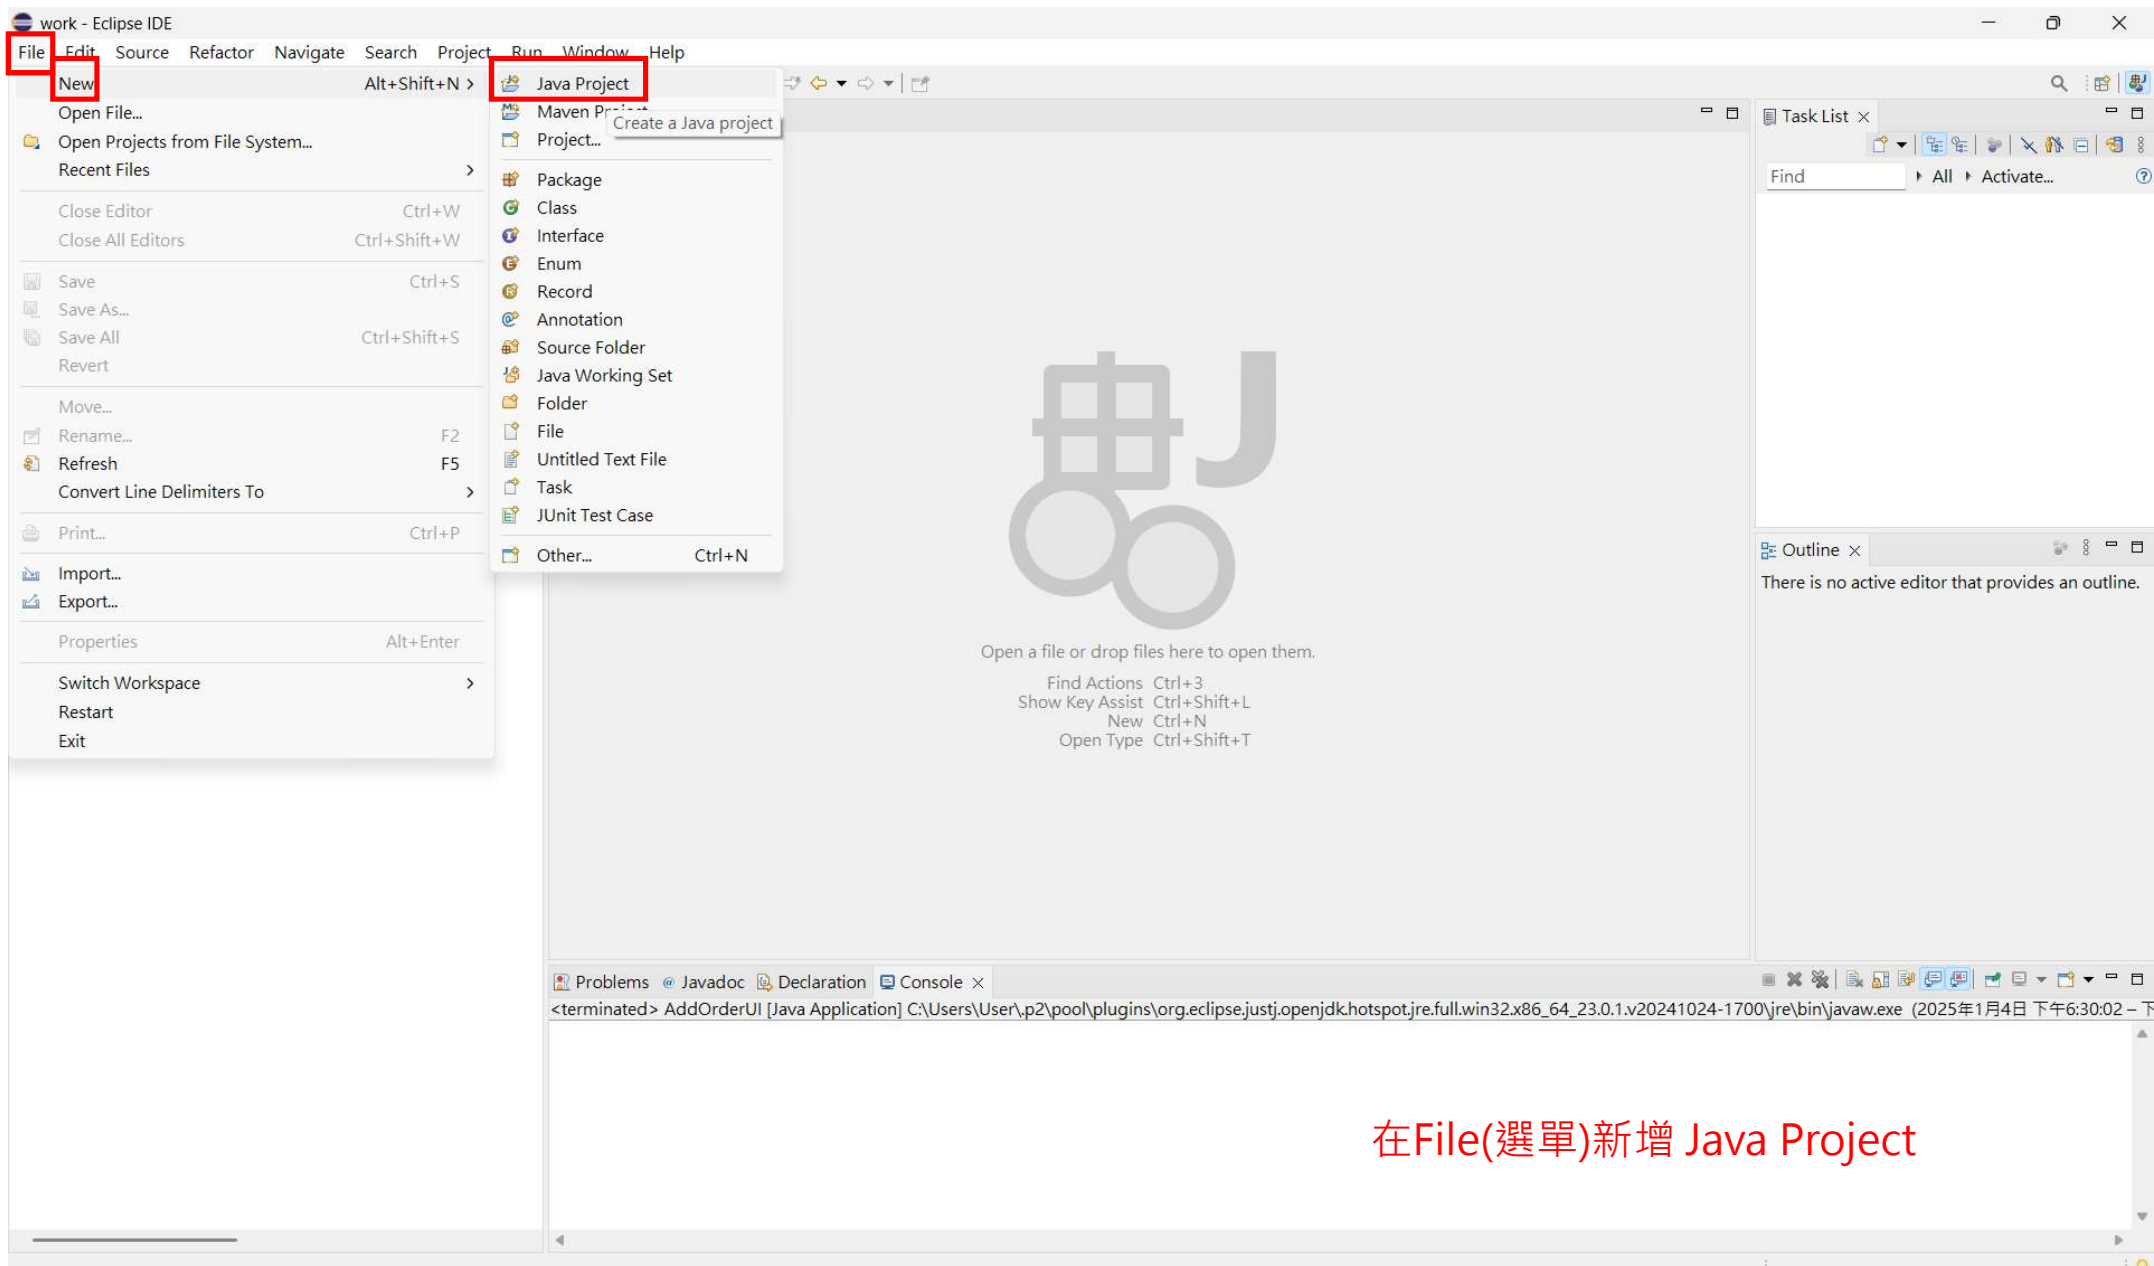 work - Eclipse IDE
File Edit Source Refactor Navigate Search Project Run Window Help
New Alt+Shift+N >
Open File...
Open Projects from File System...
Recent Files >
Close Editor Ctrl+W
Close All Editors Ctrl+Shift+W
Save Ctrl+S
Save As...
Save All Ctrl+Shift+S
Revert
Move...
Rename... F2
Refresh F5
Convert Line Delimiters To >
Print... Ctrl+P
Import...
Export...
Properties Alt+Enter
Switch Workspace >
Restart
Exit
Java Project
Maven Project
Create a Java project
Project...
Package
Class
Interface
Enum
Record
Annotation
Source Folder
Java Working Set
Folder
File
Untitled Text File
Task
JUnit Test Case
Other... Ctrl+N
Open a file or drop files here to open them.
Find Actions Ctrl+3
Show Key Assist Ctrl+Shift+L
New Ctrl+N
Open Type Ctrl+Shift+T
Task List
Find All Activate...
Outline
There is no active editor that provides an outline.
Problems Javadoc Declaration Console
<terminated> AddOrderUI [Java Application] C:\Users\User\.p2\pool\plugins\org.eclipse.justj.openjdk.hotspot.jre.full.win32.x86_64_23.0.1.v20241024-1700\jre\bin\javaw.exe (2025年1月4日 下午6:30:02 – 下
在File(選單)新增 Java Project